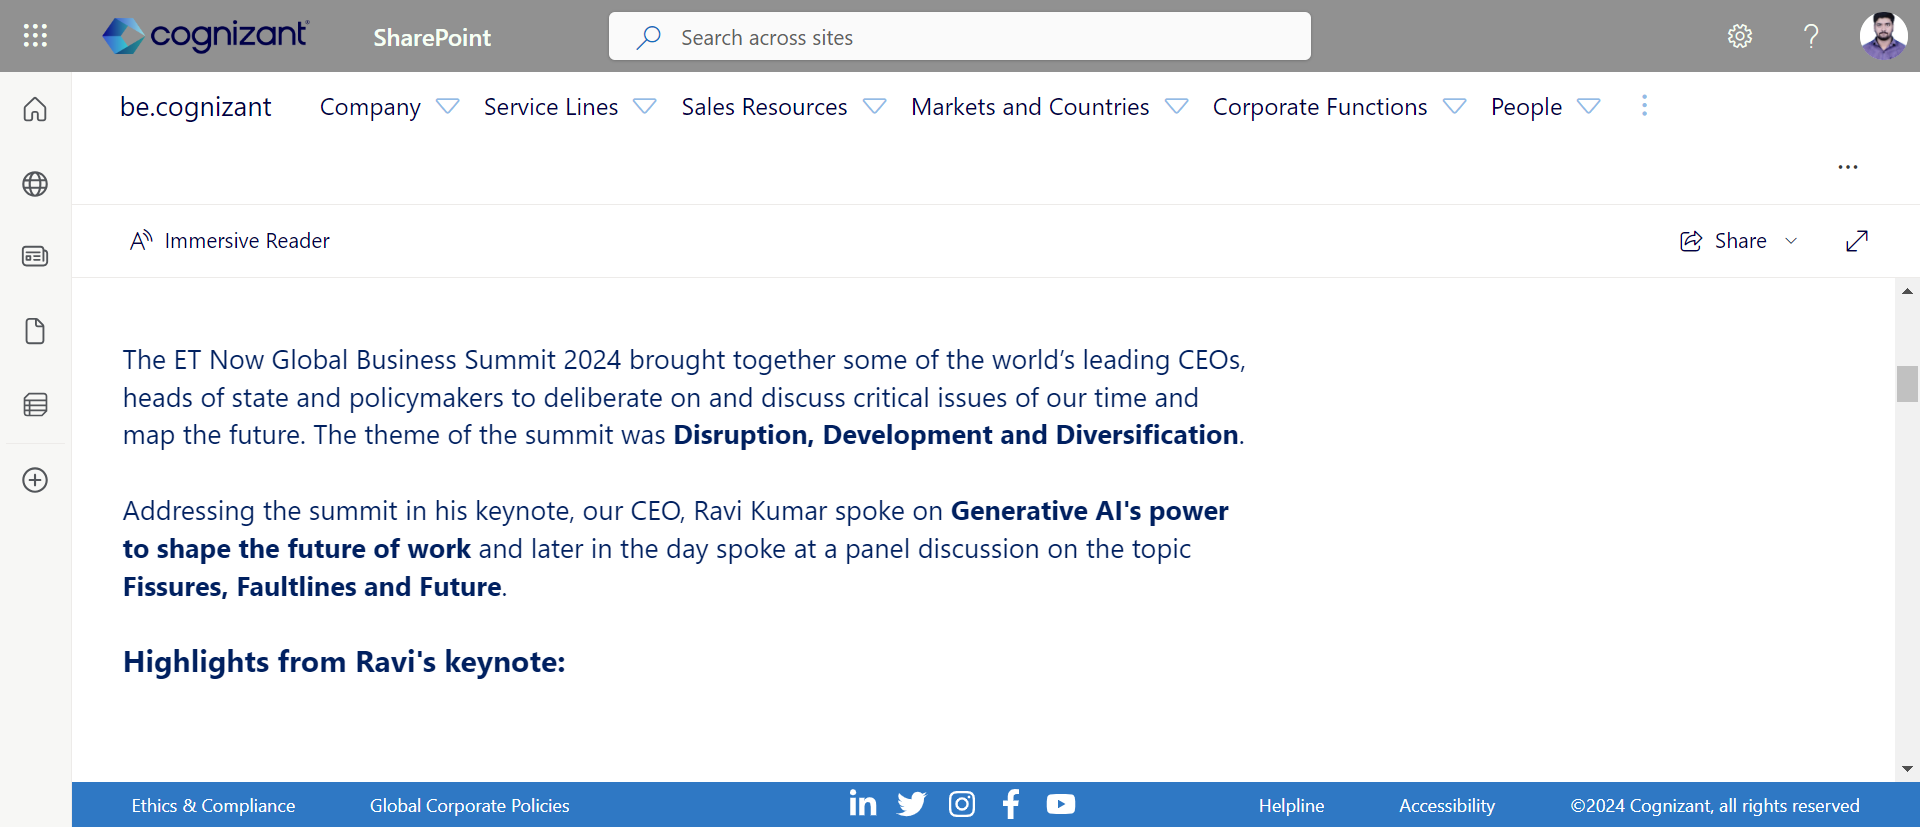 cognizant
SharePoint
Search across sites
be.cognizant
Company
Service Lines
Sales Resources
Markets and Countries
Corporate Functions
People
Immersive Reader
Share
The ET Now Global Business Summit 2024 brought together some of the world’s leading CEOs,
heads of state and policymakers to deliberate on and discuss critical issues of our time and
map the future. The theme of the summit was Disruption, Development and Diversification.
Addressing the summit in his keynote, our CEO, Ravi Kumar spoke on Generative AI's power
to shape the future of work and later in the day spoke at a panel discussion on the topic
Fissures, Faultlines and Future.
Highlights from Ravi's keynote:
Ethics & Compliance
Global Corporate Policies
Helpline
Accessibility
©2024 Cognizant, all rights reserved